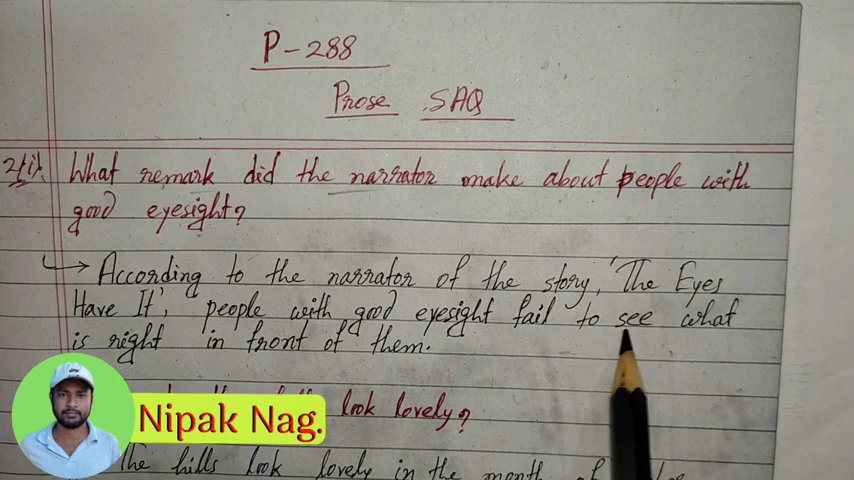 P-288
Prose SAQ
What remark did the narrator make about people with
good eyesight?
According to the narrator of the story, 'The Eyes
Have It', people with good eyesight fail to see what
is right in front of them.
look lovely?
Nipak Nag.
The hills look lovely in the month of